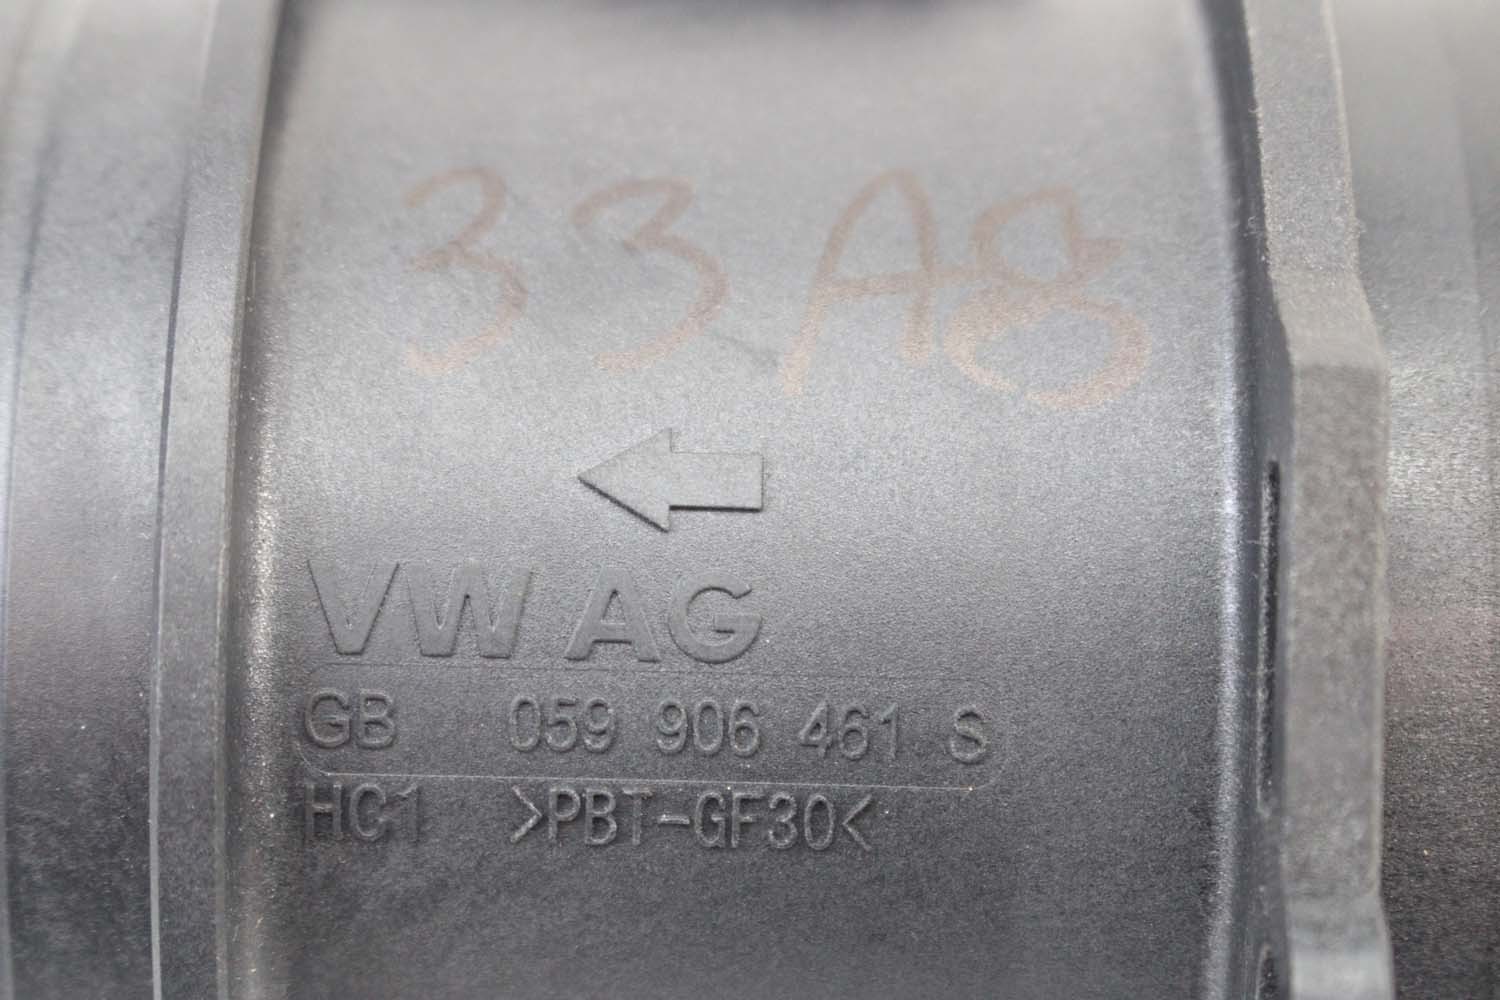 33A8
VW AG
GB 059 906 461 S
HC1 >PBT-GF30<